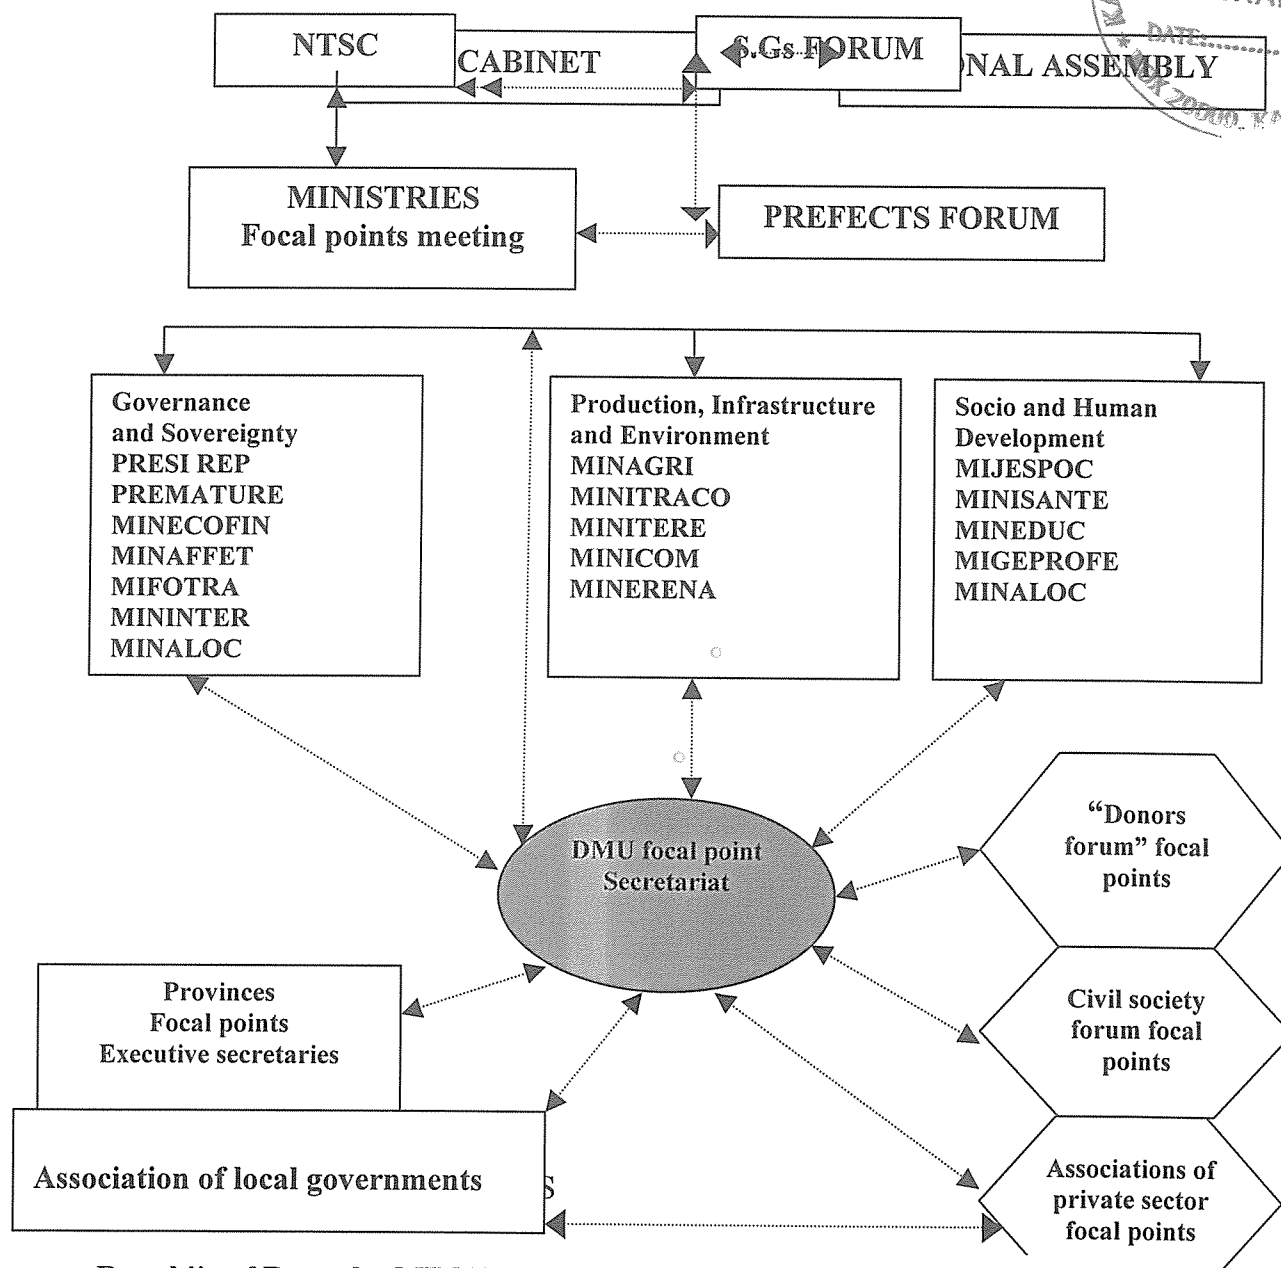 NTSC
CABINET
S.Gs FORUM
ONAL ASSEMBLY
DATE:
MINISTRIES
Focal points meeting
PREFECTS FORUM
Governance
and Sovereignty
PRESI REP
PREMATURE
MINECOFIN
MINAFFET
MIFOTRA
MININTER
MINALOC
Production, Infrastructure
and Environment
MINAGRI
MINITRACO
MINITERE
MINICOM
MINERENA
Socio and Human
Development
MIJESPOC
MINISANTE
MINEDUC
MIGEPROFE
MINALOC
DMU focal point
Secretariat
“Donors
forum” focal
points
Civil society
forum focal
points
Associations of
private sector
focal points
Provinces
Focal points
Executive secretaries
Association of local governments
S